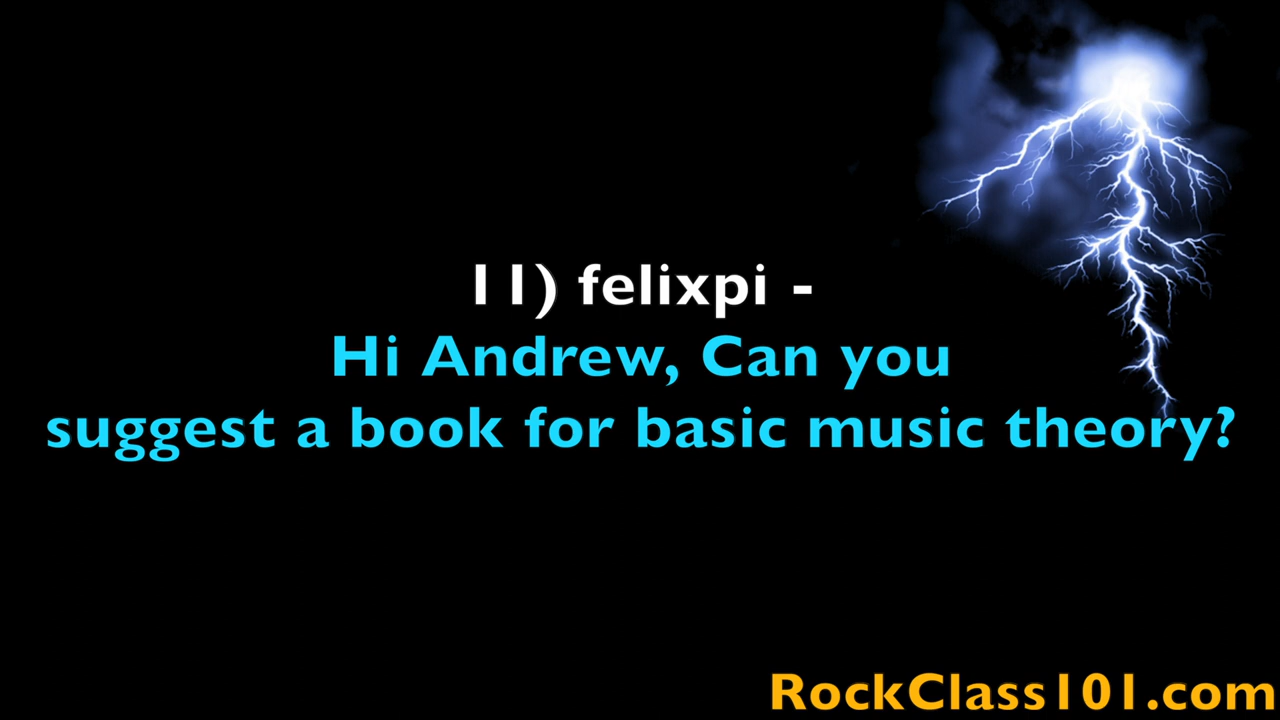 11) felixpi -
Hi Andrew, Can you
suggest a book for basic music theory?
RockClass101.com